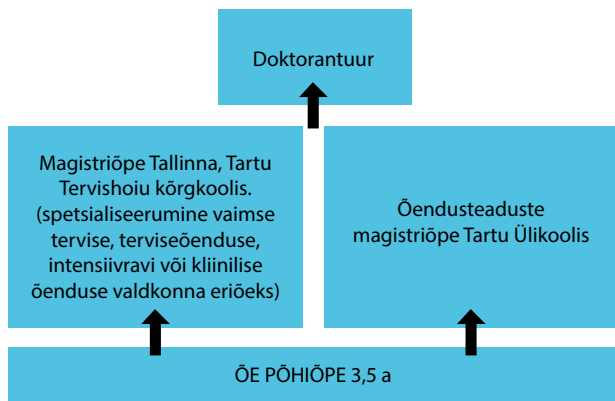 Doktorantuur
Magistriõpe Tallinna, Tartu
Tervishoiu kõrgkoolis.
(spetsialiseerumine vaimse
tervise, terviseõenduse,
intensiivravi või kliinilise
õenduse valdkonna eriõeks)
Õendusteaduste
magistriõpe Tartu Ülikoolis
ÕE PÕHIÕPE 3,5 a